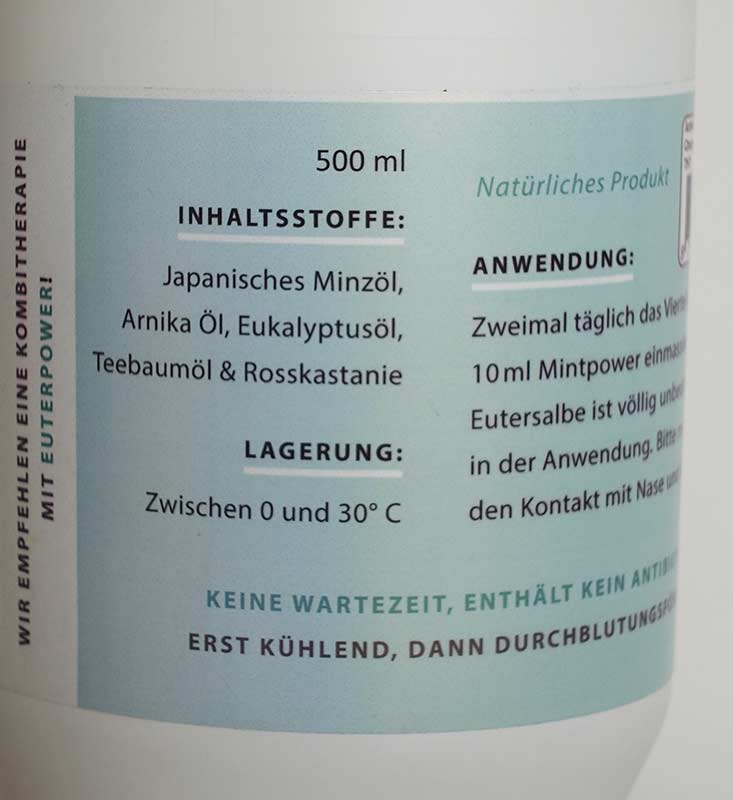 WIR EMPFEHLEN EINE KOMBITHERAPIE
MIT EUTERPOWER!
500 ml
INHALTSSTOFFE:
Japanisches Minzöl,
Arnika Öl, Eukalyptusöl,
Teebaumöl & Rosskastanie
LAGERUNG:
Zwischen 0 und 30° C
Natürliches Produkt
ANWENDUNG:
Zweimal täglich das
10 ml Mintpower
Eutersalbe ist völlig
in der Anwendung. Bitte
den Kontakt mit Nase und
KEINE WARTEZEIT, ENTHÄLT KEIN
ERST KÜHLEND, DANN